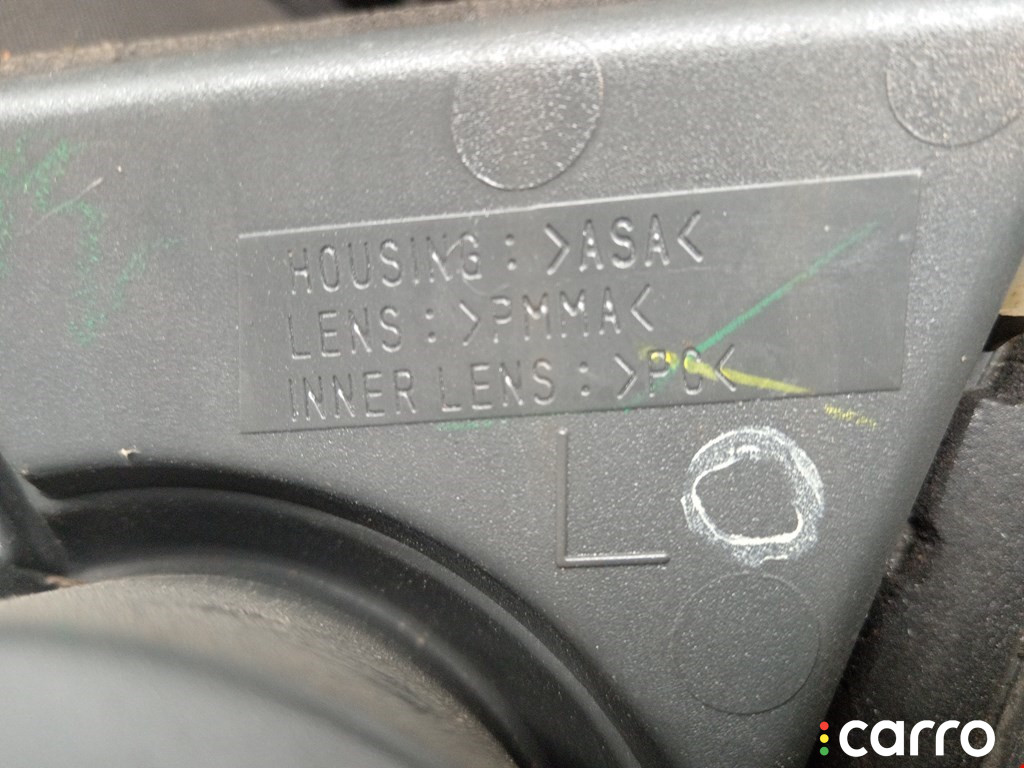 HOUSING : >ASA<
LENS : >PMMA<
INNER LENS : >PC<
L
carro